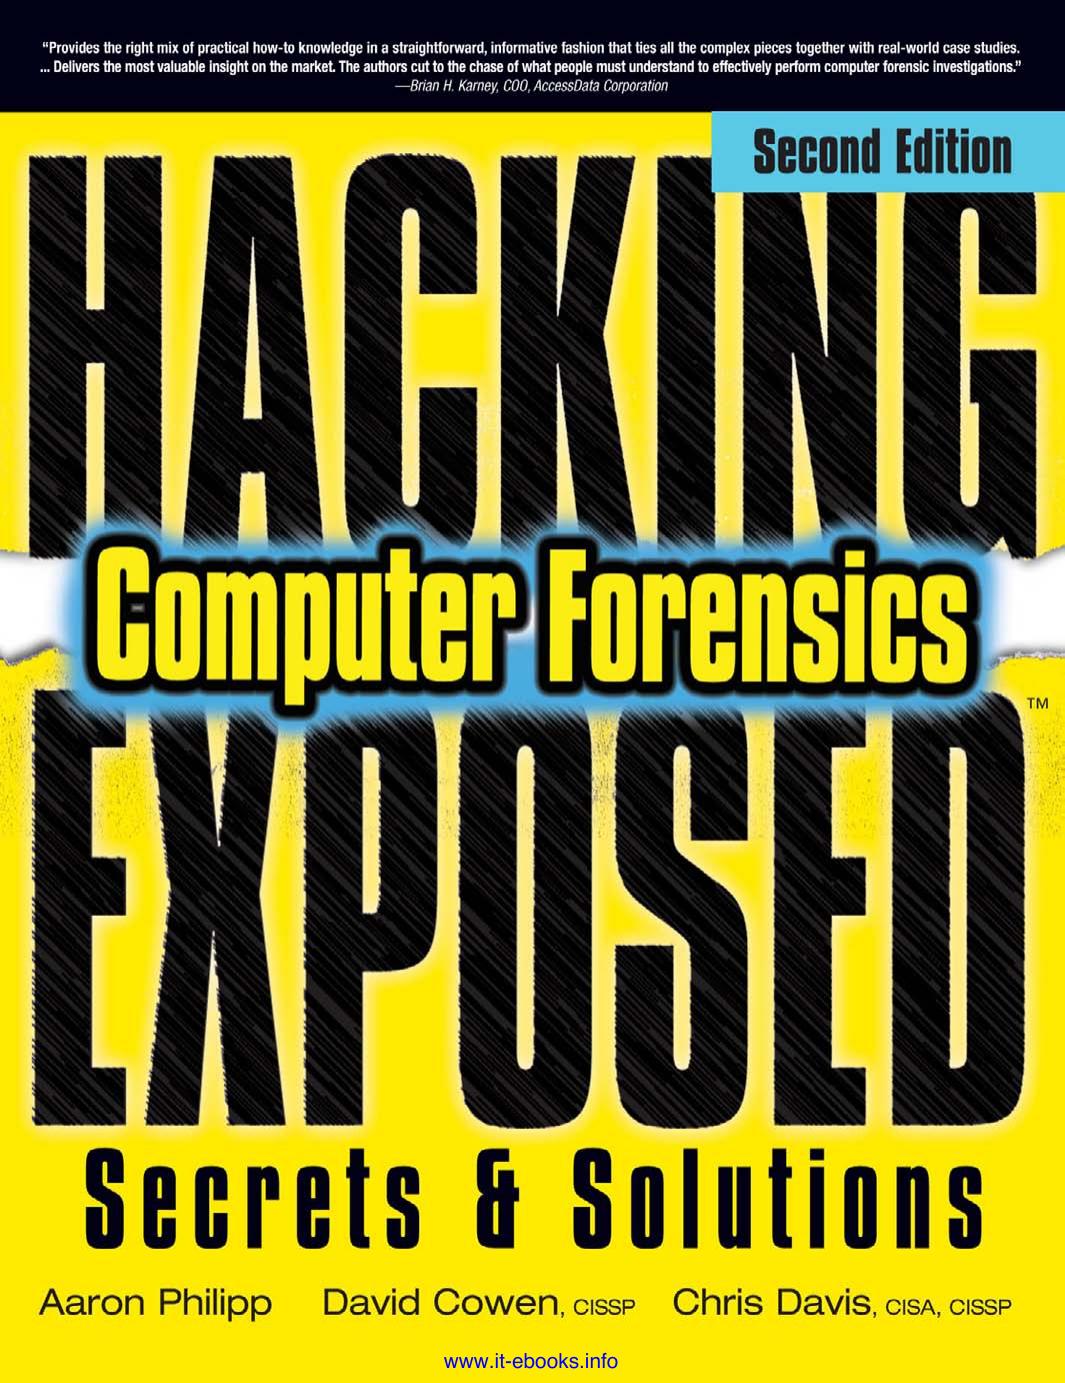 “Provides the right mix of practical how-to knowledge in a straightforward, informative fashion that ties all the complex pieces together with real-world case studies.
... Delivers the most valuable insight on the market. The authors cut to the chase of what people must understand to effectively perform computer forensic investigations.”
—Brian H. Karney, COO, AccessData Corporation
Second Edition
HACKING
Computer Forensics
EXPOSED™
Secrets & Solutions
Aaron Philipp David Cowen, CISSP Chris Davis, CISA, CISSP
www.it-ebooks.info